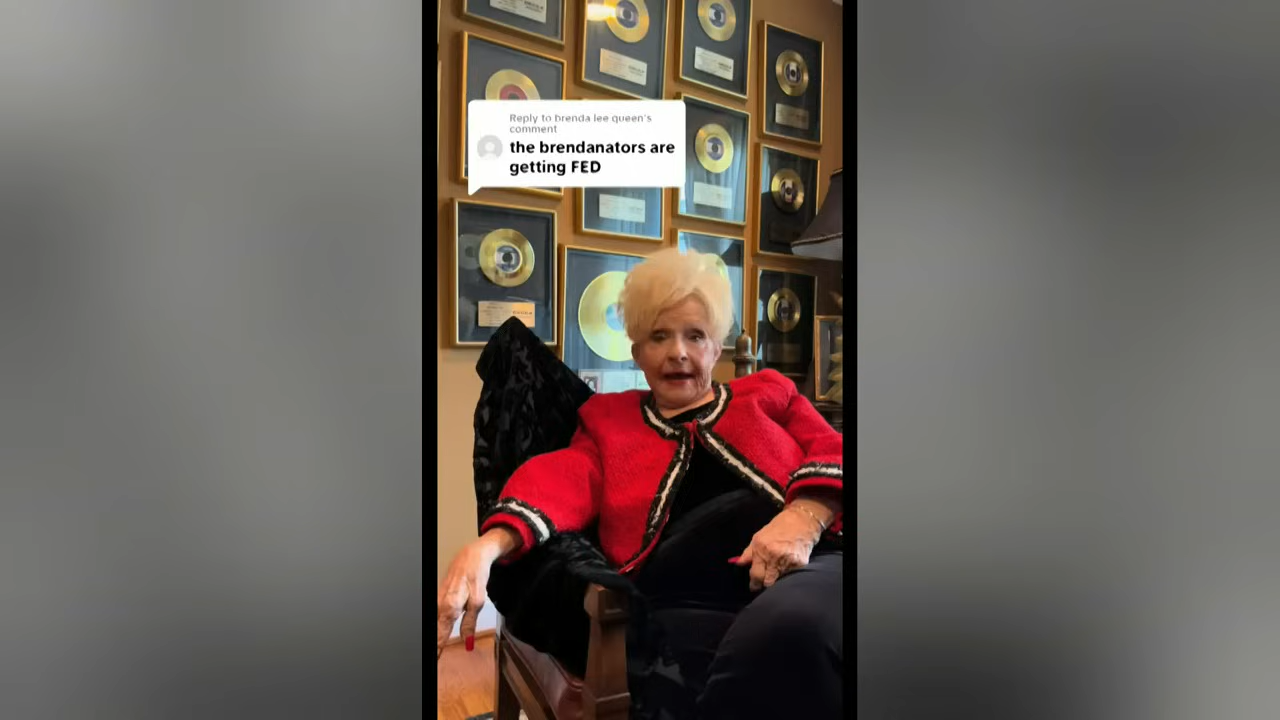 Reply to brenda lee queen's
comment
the brendanators are
getting FED